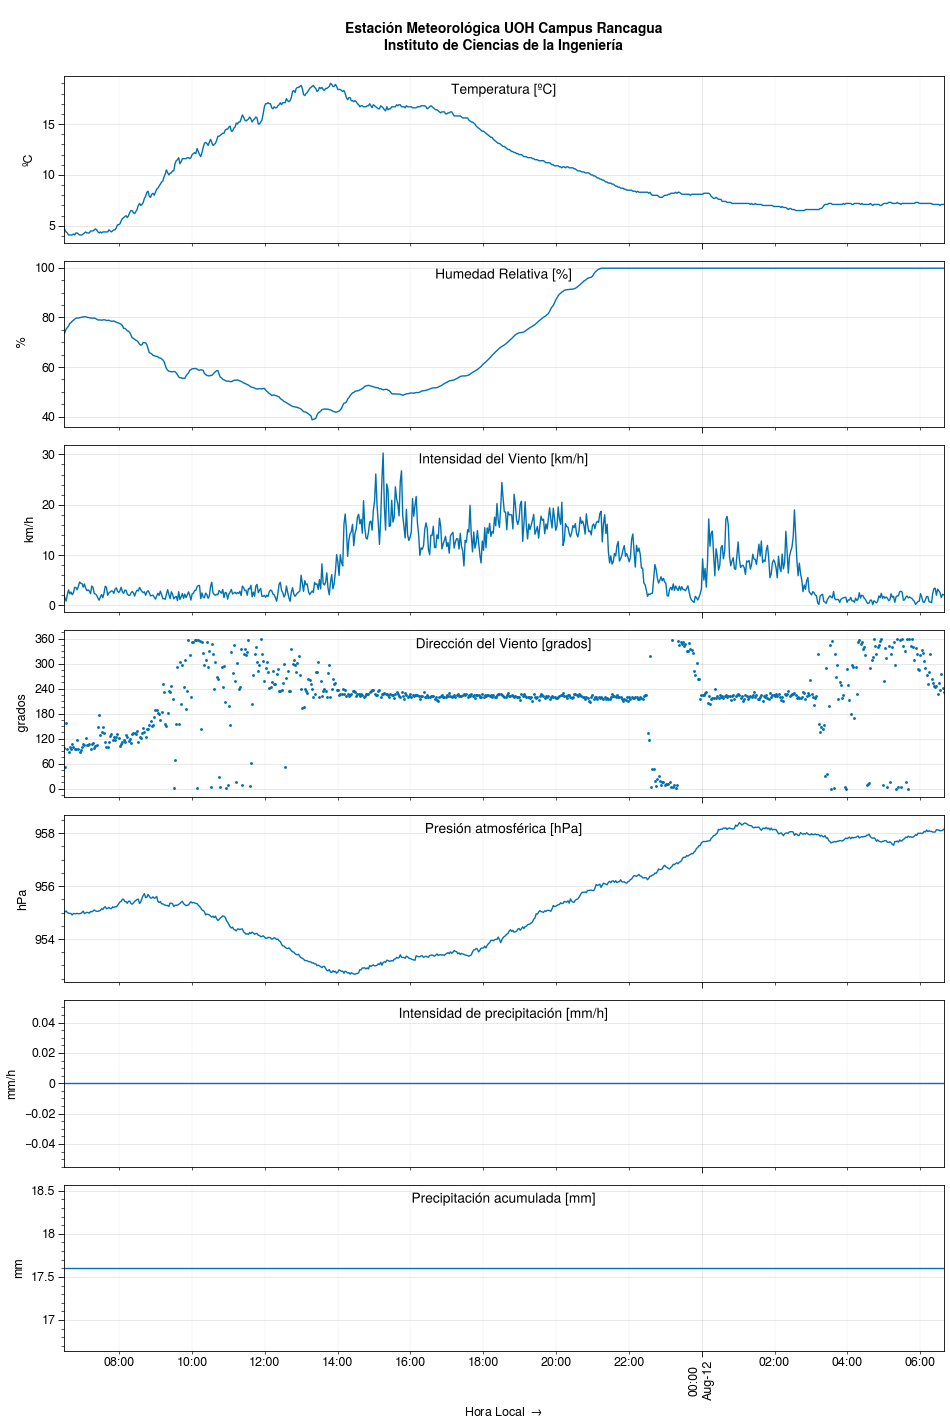 Estación Meteorológica UOH Campus Rancagua
Instituto de Ciencias de la Ingeniería
Temperatura [ºC]
ºC
15
10
5
Humedad Relativa [%]
%
100
80
60
40
Intensidad del Viento [km/h]
km/h
30
20
10
0
Dirección del Viento [grados]
grados
360
300
240
180
120
60
0
Presión atmosférica [hPa]
hPa
958
956
954
Intensidad de precipitación [mm/h]
mm/h
0.04
0.02
0
−0.02
−0.04
Precipitación acumulada [mm]
mm
18.5
18
17.5
17
08:00 10:00 12:00 14:00 16:00 18:00 20:00 22:00 00:00 02:00 04:00 06:00
Aug-12
Hora Local →